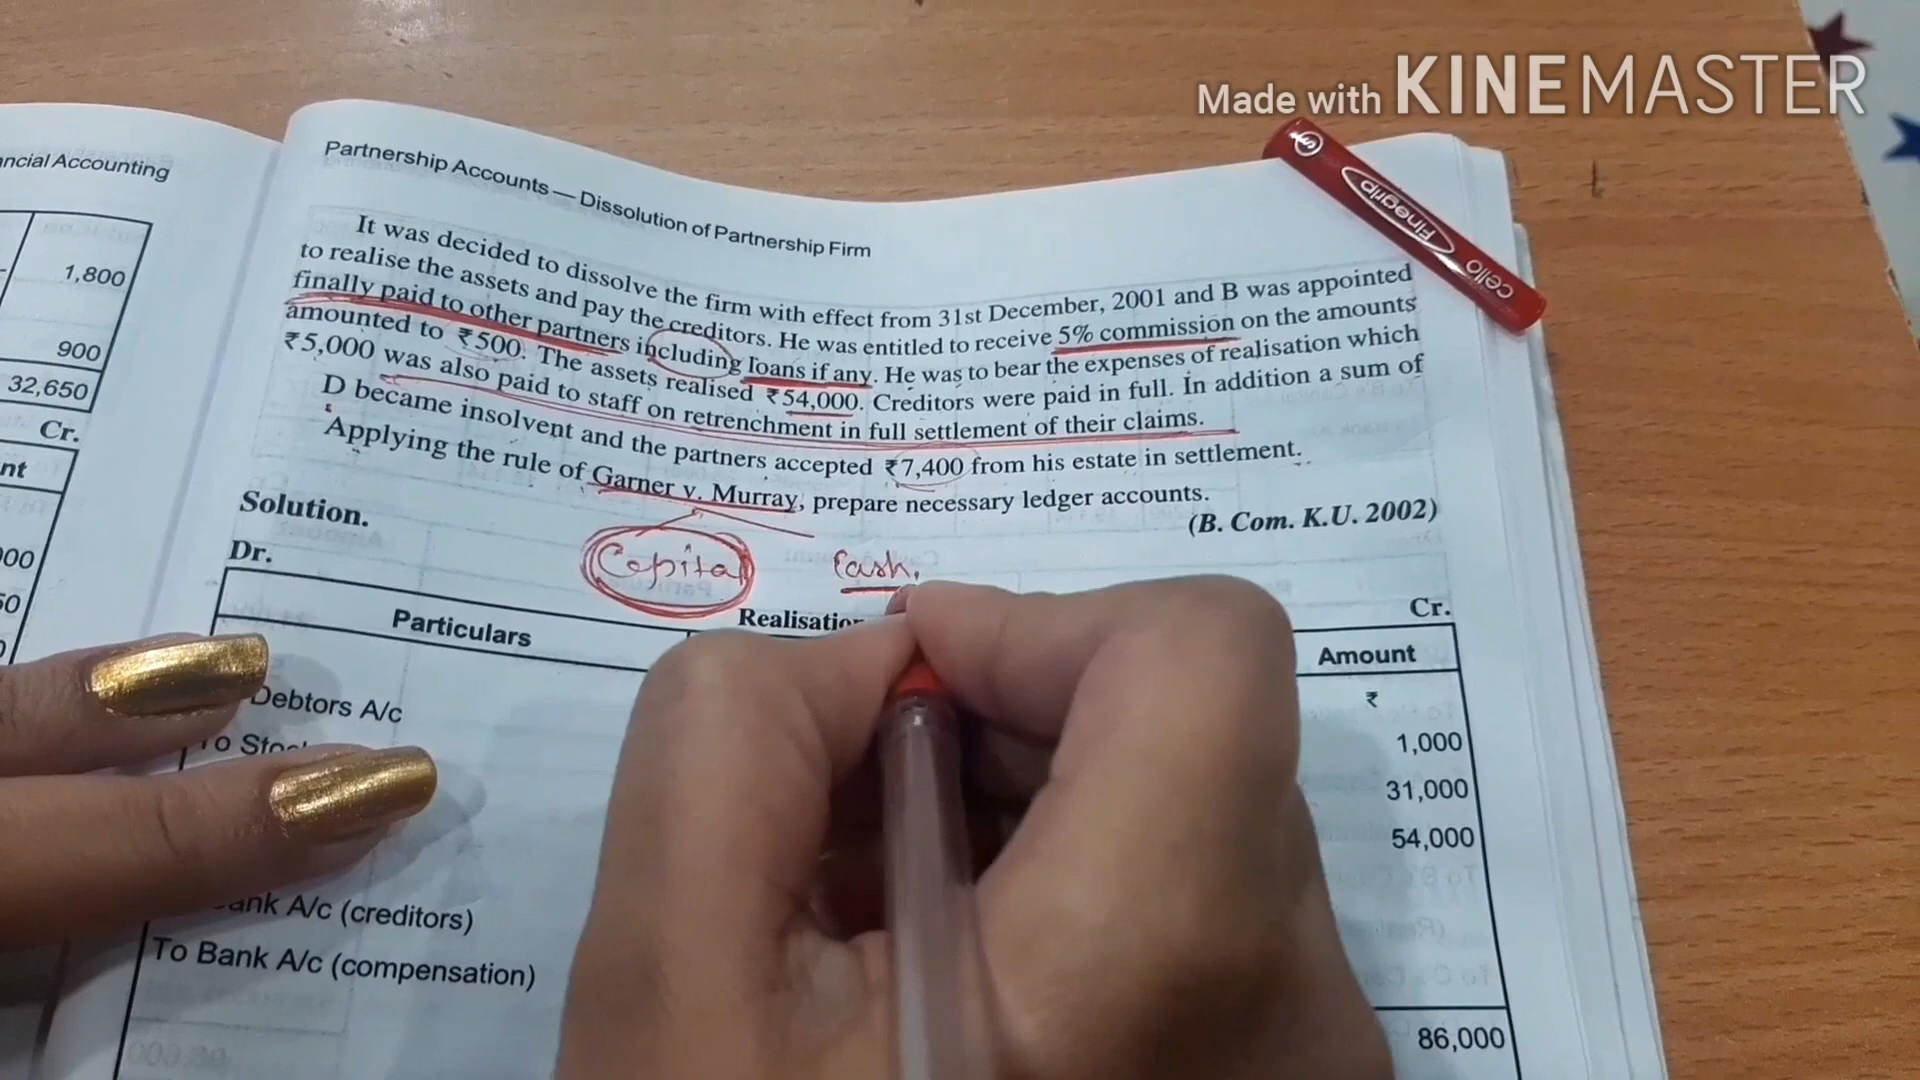 Made with KINEMASTER
ncial Accounting
1,800
900
32,650
Cr.
nt
00
50
Partnership Accounts — Dissolution of Partnership Firm
It was decided to dissolve the firm with effect from 31st December, 2001 and B was appointed
to realise the assets and pay the creditors. He was entitled to receive 5% commission on the amounts
finally paid to other partners including loans if any. He was to bear the expenses of realisation which
amounted to ₹500. The assets realised ₹54,000. Creditors were paid in full. In addition a sum of
₹5,000 was also paid to staff on retrenchment in full settlement of their claims.
D became insolvent and the partners accepted ₹7,400 from his estate in settlement.
Applying the rule of Garner v. Murray, prepare necessary ledger accounts.
(B. Com. K.U. 2002)
Solution.
Capital Cash,
Dr. Realisatio Cr.
Particulars Amount
₹
Debtors A/c 1,000
To Sto 31,000
54,000
ank A/c (creditors)
To Bank A/c (compensation)
86,000
cello Finegrip